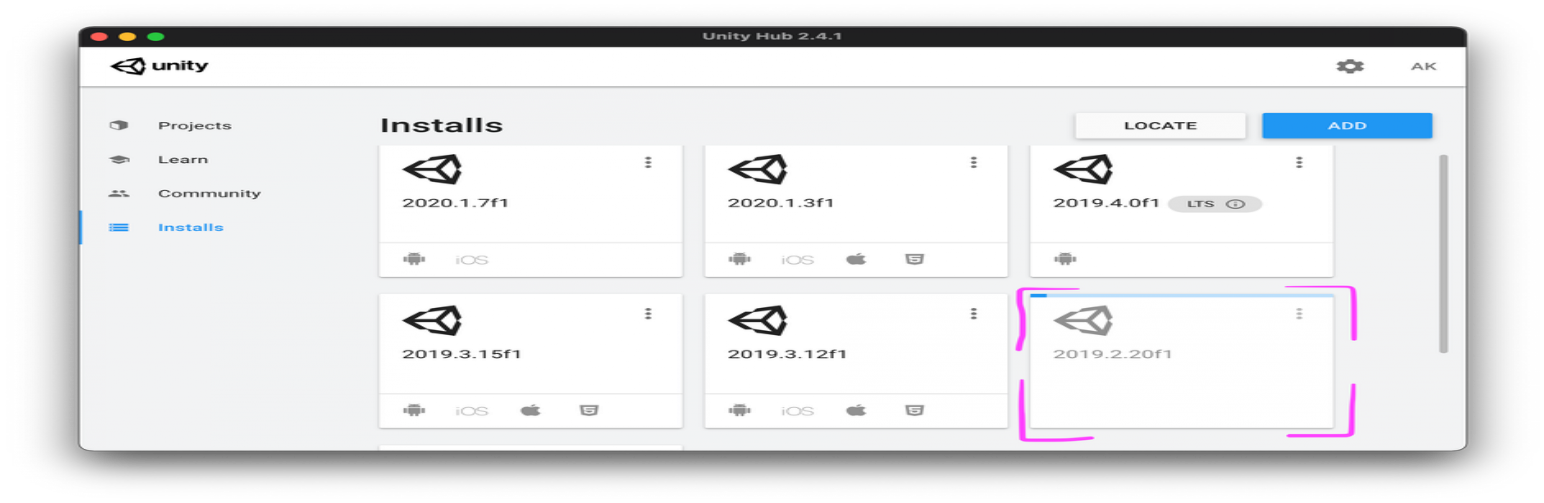 Unity Hub 2.4.1
unity
AK
Projects
Learn
Community
Installs
Installs
LOCATE
ADD
2020.1.7f1
iOS
2020.1.3f1
iOS
2019.4.0f1 LTS
2019.3.15f1
iOS
2019.3.12f1
iOS
2019.2.20f1